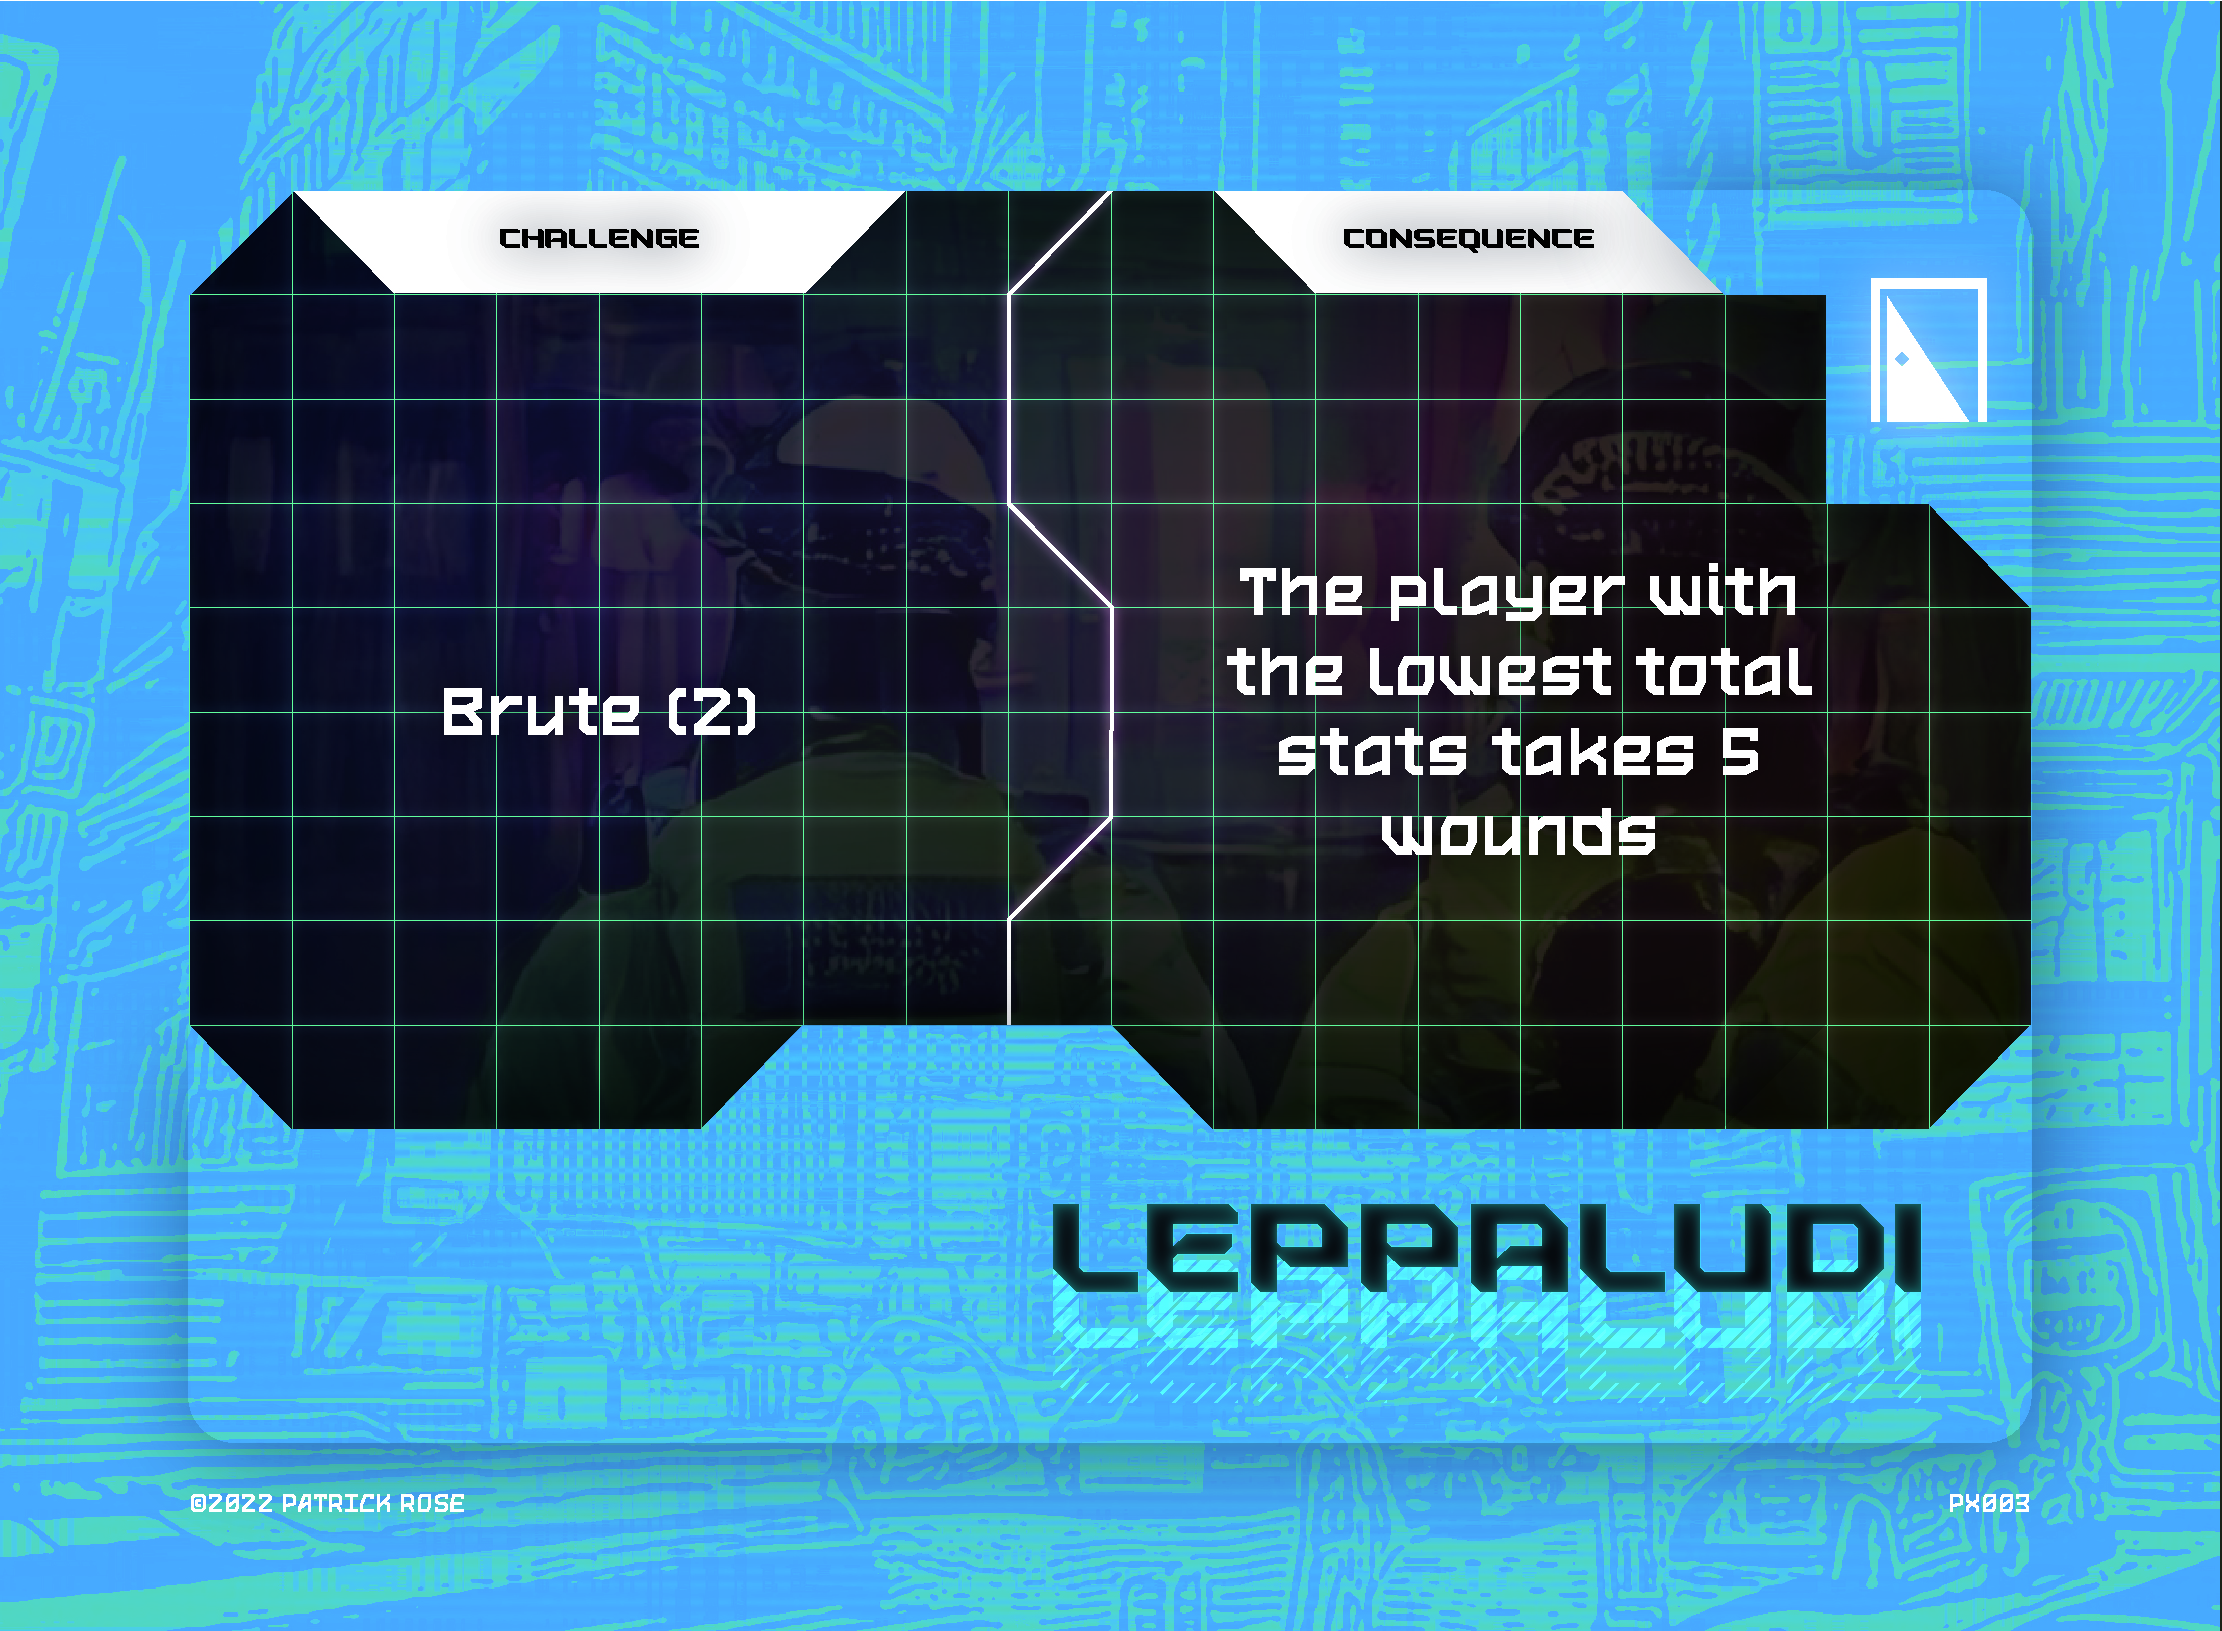 CHALLENGE
CONSEQUENCE
Brute (2)
The player with
the lowest total
stats takes 5
wounds
LEPPALUDI
©2022 PATRICK ROSE
PX003